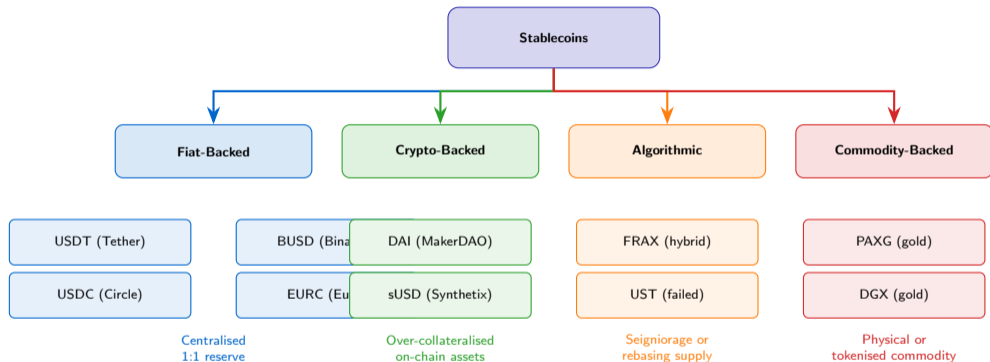 Stablecoins
Fiat-Backed
Crypto-Backed
Algorithmic
Commodity-Backed
USDT (Tether)
BUSD
DAI (MakerDAO)
FRAX (hybrid)
PAXG (gold)
USDC (Circle)
EURC
sUSD (Synthetix)
UST (failed)
DGX (gold)
Centralised
1:1 reserve
Over-collateralised
on-chain assets
Seigniorage or
rebasing supply
Physical or
tokenised commodity